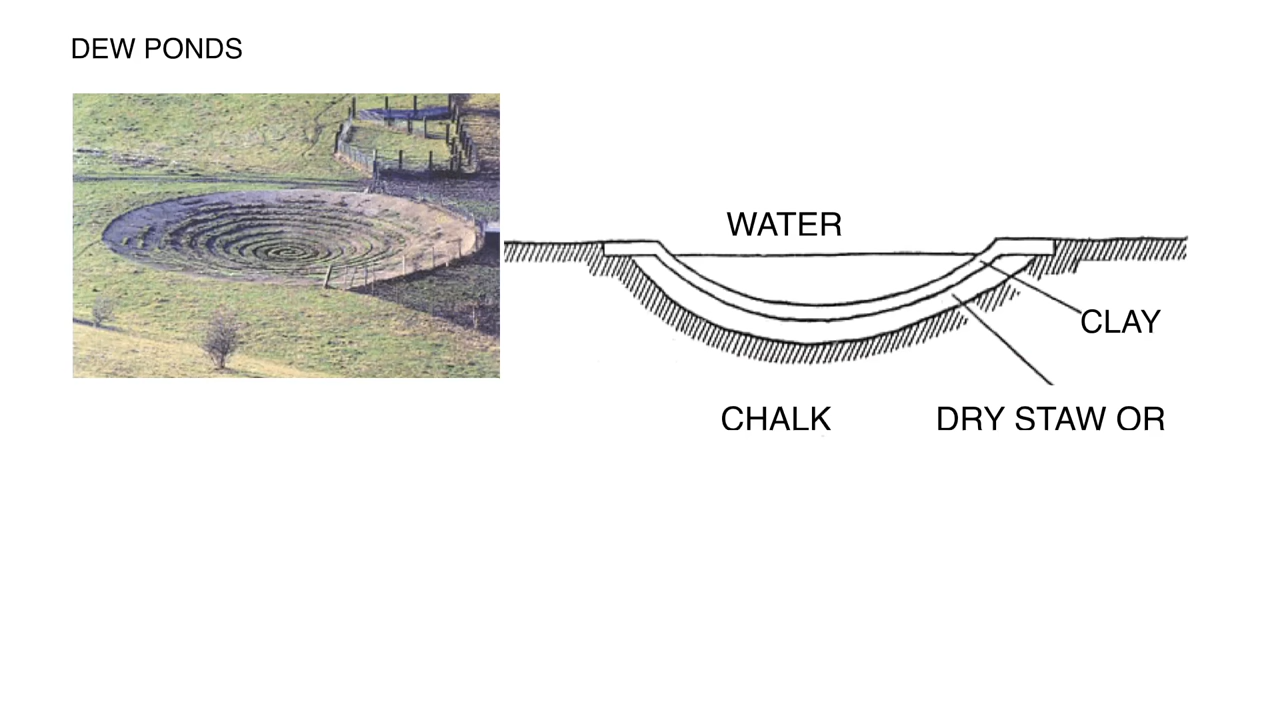 DEW PONDS
WATER
CLAY
CHALK
DRY STAW OR